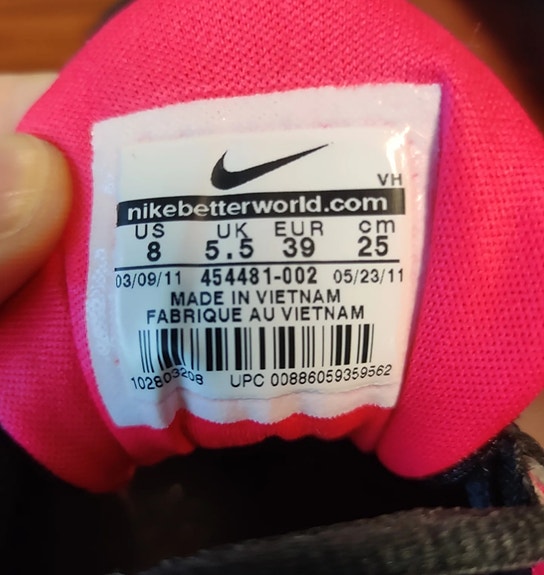 VH
nikebetterworld.com
US UK EUR cm
8 5.5 39 25
03/09/11 454481-002 05/23/11
MADE IN VIETNAM
FABRIQUE AU VIETNAM
102803208 UPC 00886059359562